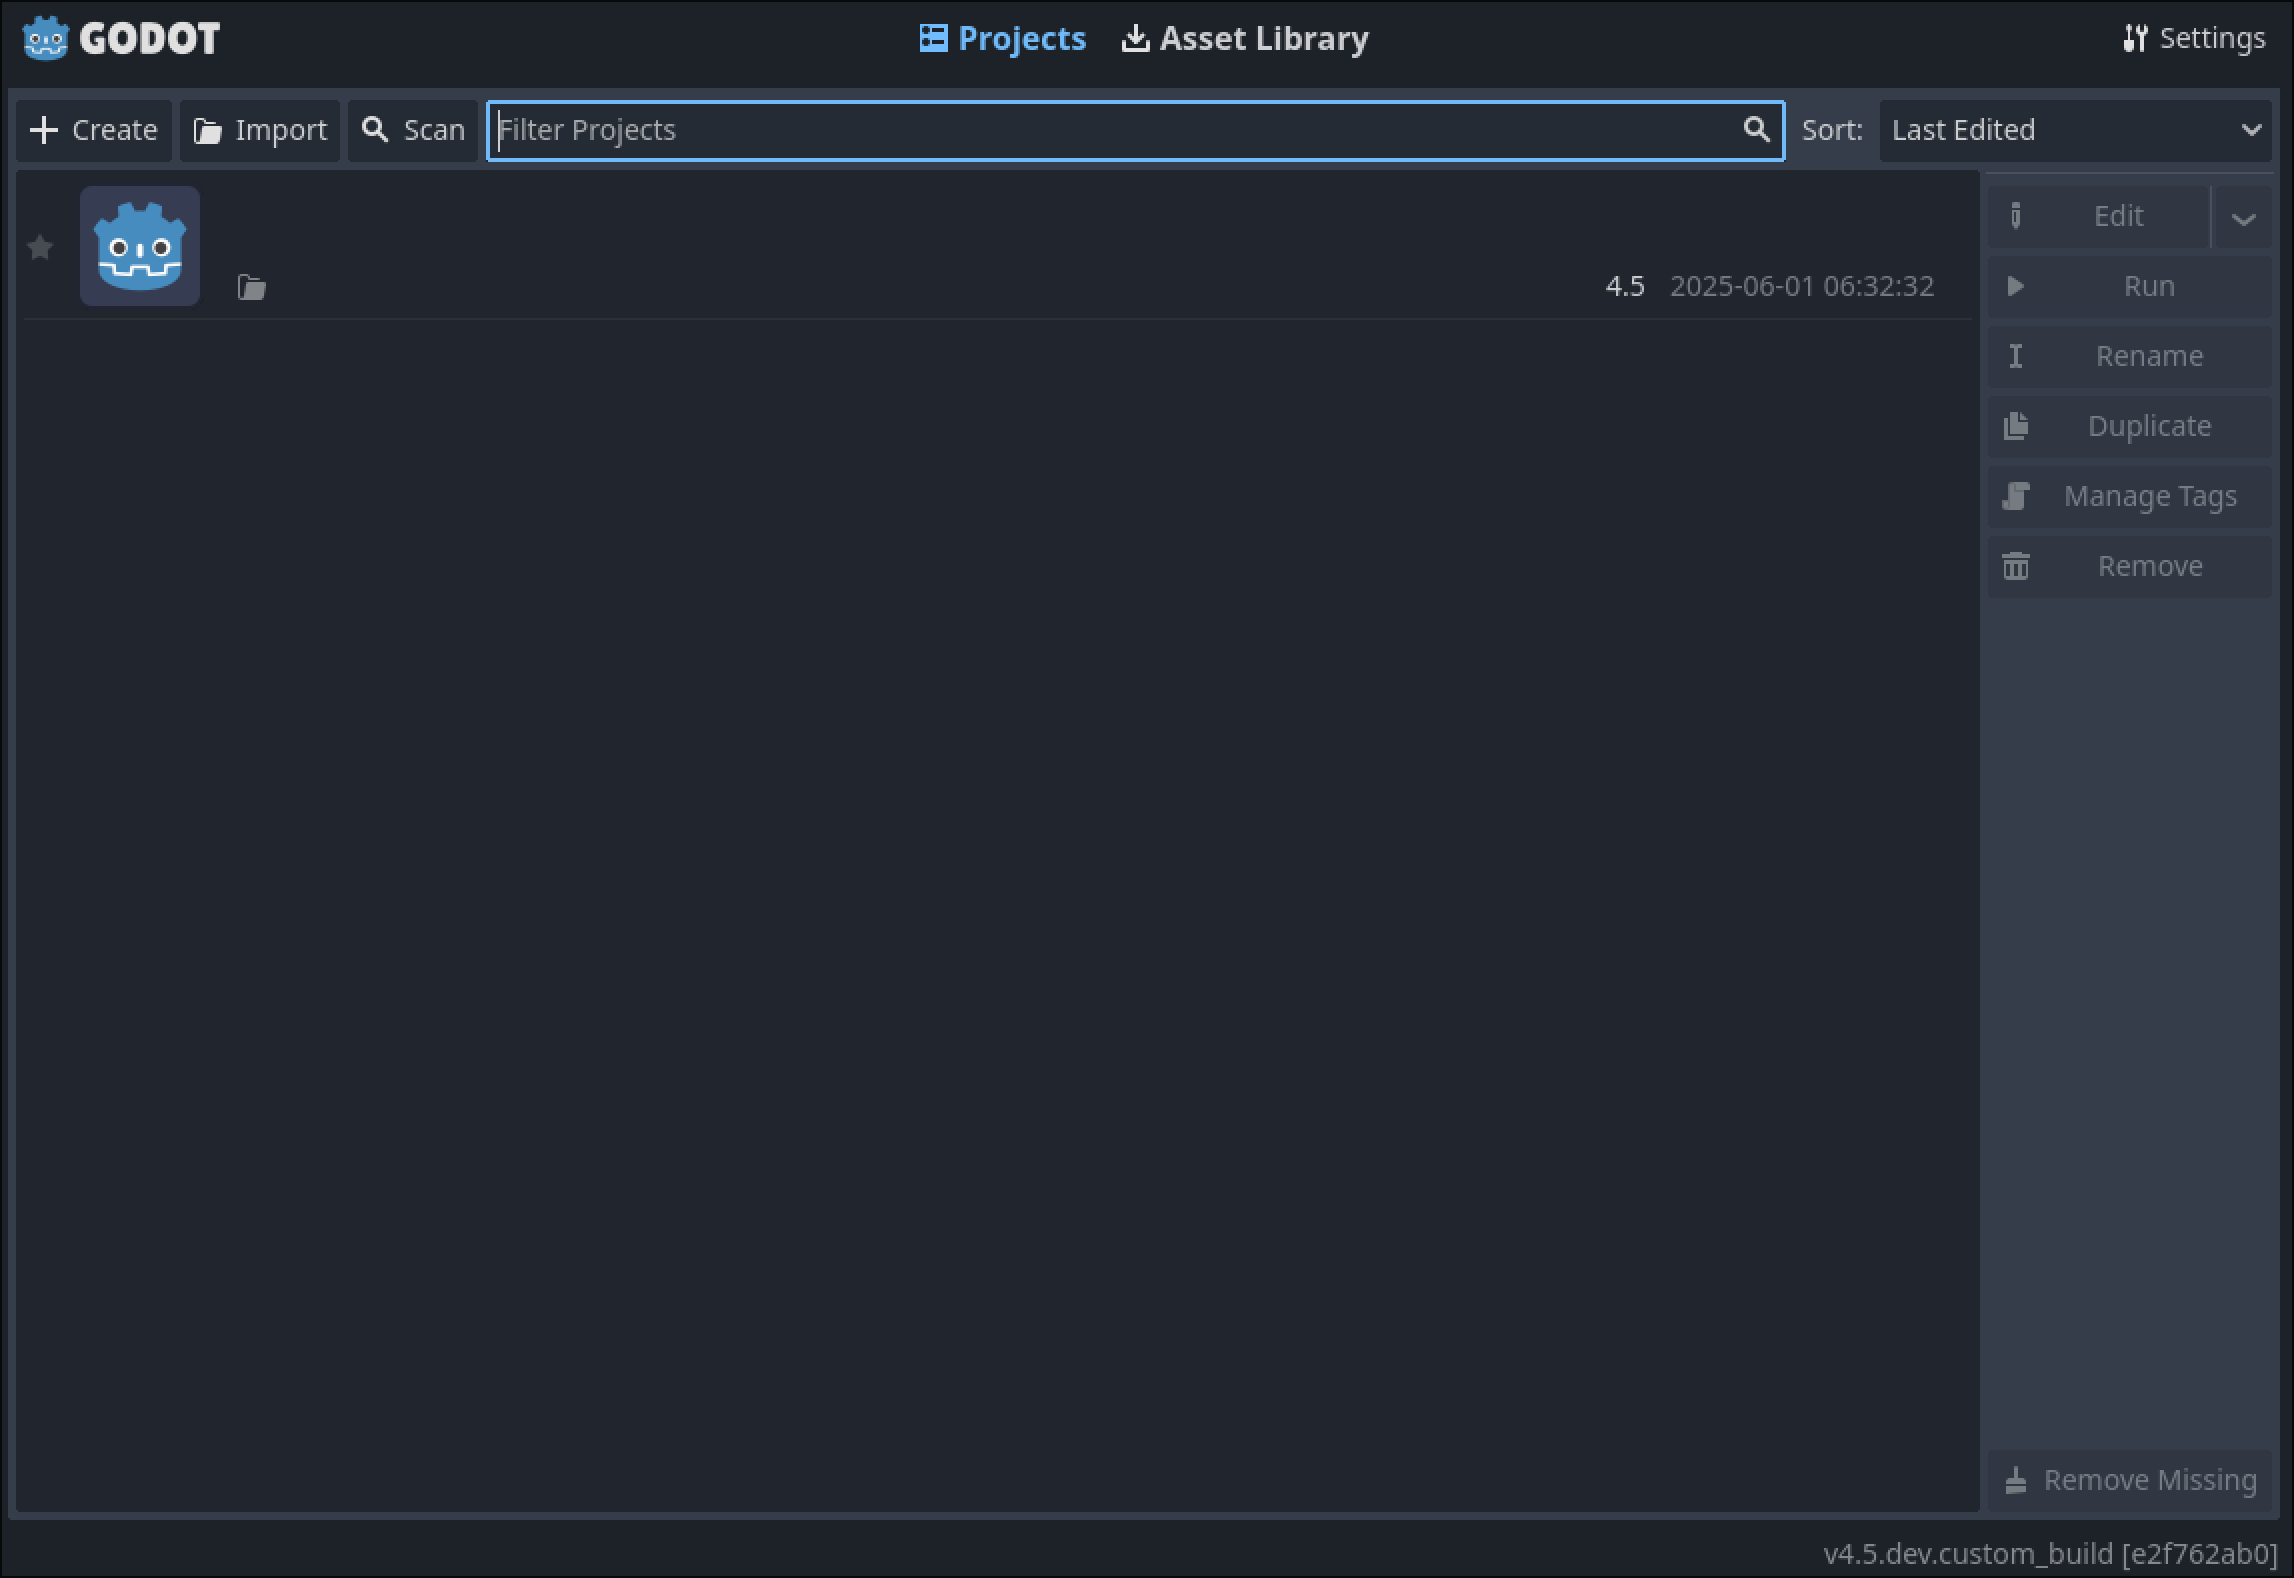 GODOT
Projects
Asset Library
Settings
Create
Import
Scan
Filter Projects
Sort:
Last Edited
4.5 2025-06-01 06:32:32
Edit
Run
Rename
Duplicate
Manage Tags
Remove
Remove Missing
v4.5.dev.custom_build [e2f762ab0]